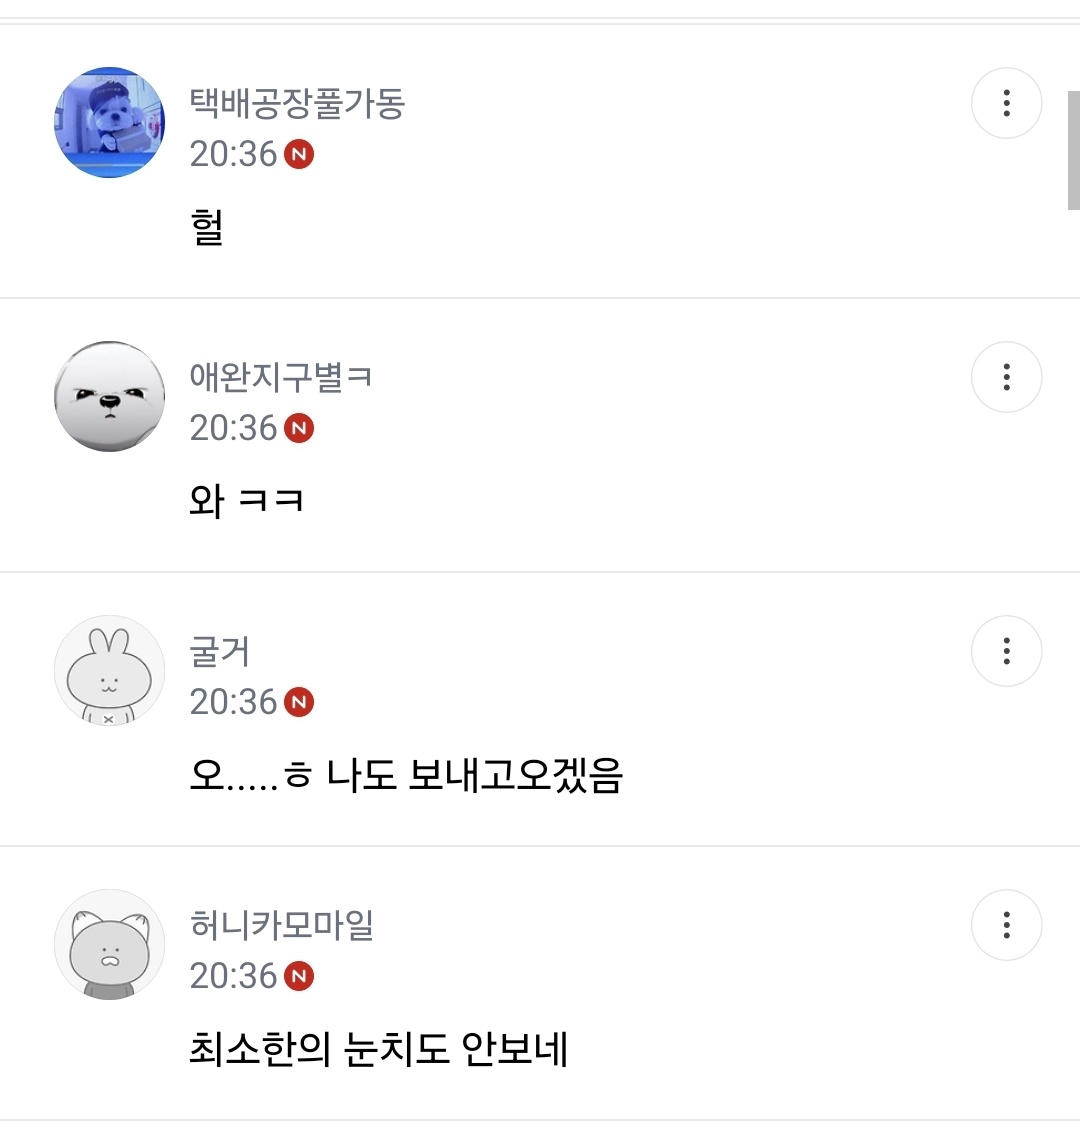 택배공장풀가동
20:36 N
헐
애완지구별ㅋ
20:36 N
와 ㅋㅋ
굴거
20:36 N
오.....ㅎ 나도 보내고오겠음
허니카모마일
20:36 N
최소한의 눈치도 안보네